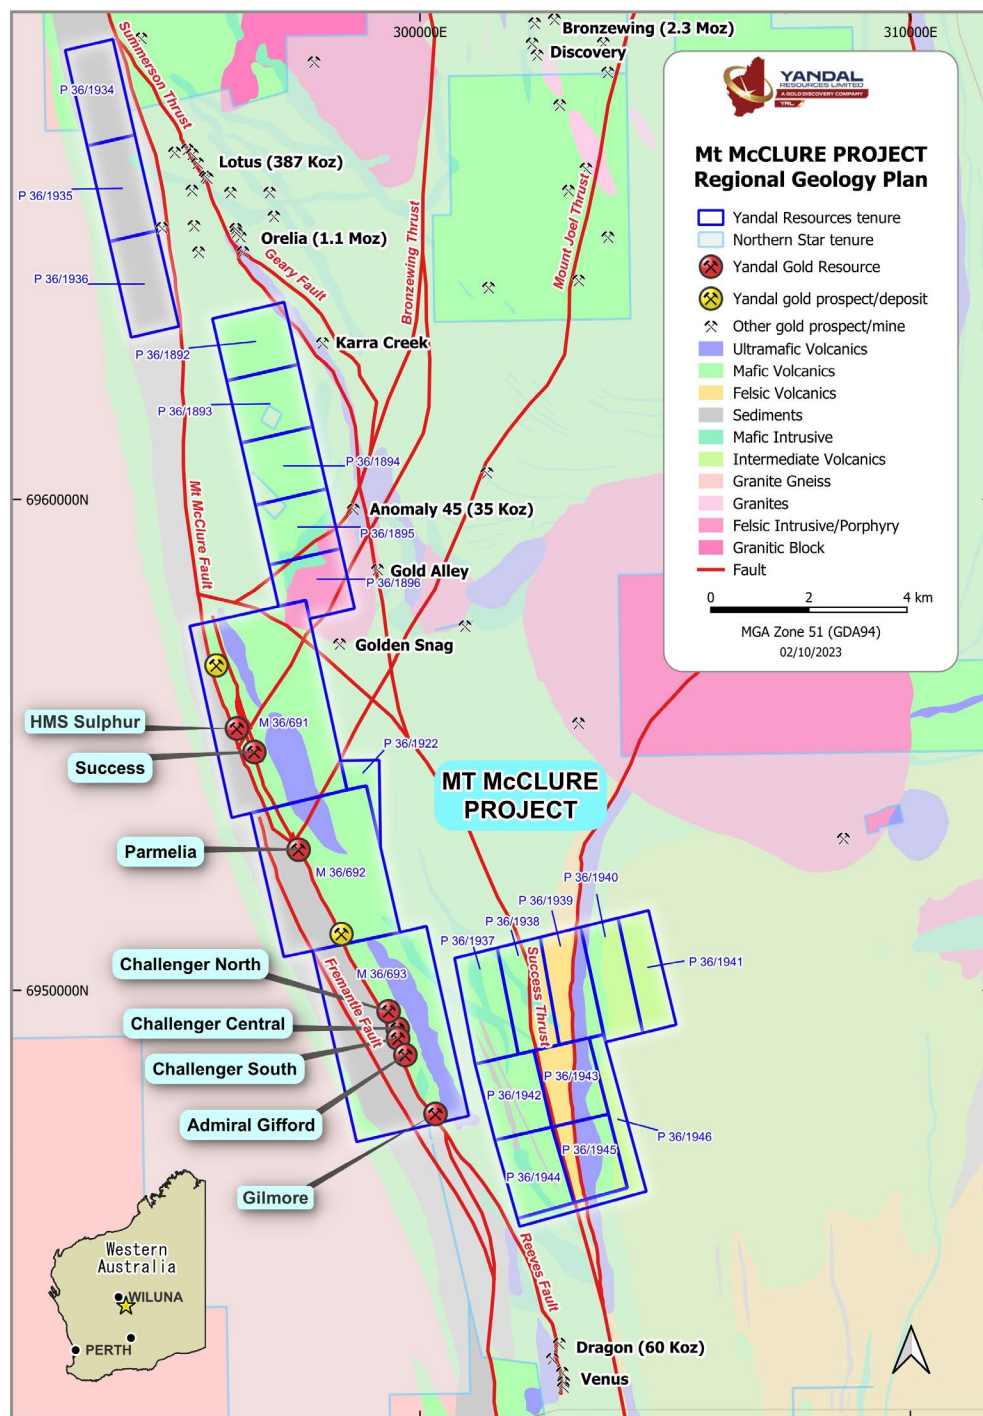 300000E
310000E
Bronzewing (2.3 Moz)
Discovery
Summerson Thrust
P 36/1934
Lotus (387 Koz)
P 36/1935
Orelia (1.1 Moz)
Geary Fault
Bronzewing Thrust
Mount Joel Thrust
P 36/1936
Karra Creek
P 36/1892
P 36/1893
P 36/1894
6960000N
Mt McClure Fault
Anomaly 45 (35 Koz)
P 36/1895
Gold Alley
P 36/1896
Golden Snag
YANDAL
RESOURCES LIMITED
A GOLD DISCOVERY COMPANY
YRL
Mt McCLURE PROJECT
Regional Geology Plan
Yandal Resources tenure
Northern Star tenure
Yandal Gold Resource
Yandal gold prospect/deposit
Other gold prospect/mine
Ultramafic Volcanics
Mafic Volcanics
Felsic Volcanics
Sediments
Mafic Intrusive
Intermediate Volcanics
Granite Gneiss
Granites
Felsic Intrusive/Porphyry
Granitic Block
Fault
0 2 4 km
MGA Zone 51 (GDA94)
02/10/2023
HMS Sulphur
M 36/691
P 36/1922
Success
MT McCLURE
PROJECT
Parmelia
M 36/692
P 36/1940
P 36/1939
P 36/1938
P 36/1937
P 36/1941
Challenger North
M 36/693
Fremantle Fault
Success Thrust
6950000N
Challenger Central
Challenger South
P 36/1943
P 36/1942
Admiral Gifford
P 36/1946
P 36/1945
P 36/1944
Gilmore
Reeves Fault
Western
Australia
WILUNA
PERTH
Dragon (60 Koz)
Venus